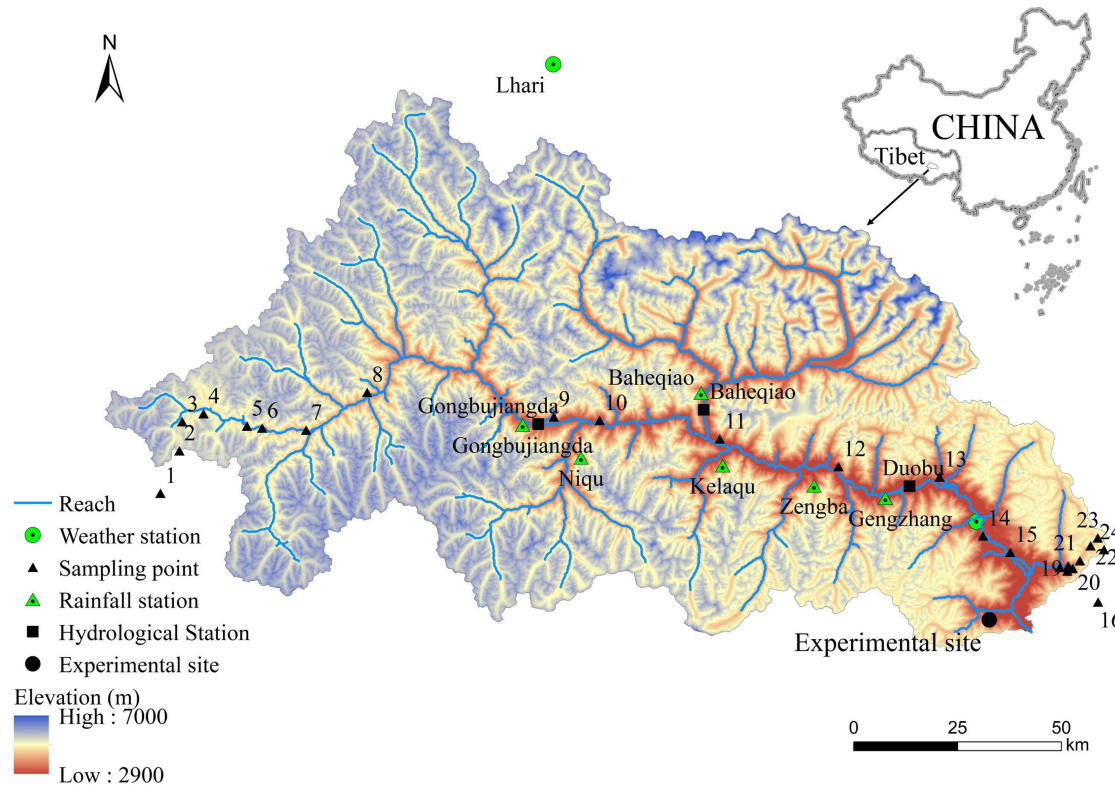 N
Lhari
CHINA
Tibet
Baheqiao
Baheqiao
Gongbujiangda
Gongbujiangda
Niqu
Kelaqu
Zengba
Duobu
Gengzhang
1
2
3
4
5
6
7
8
9
10
11
12
13
14
15
19
21
23
24
22
20
16
Experimental site
Reach
Weather station
Sampling point
Rainfall station
Hydrological Station
Experimental site
Elevation (m)
High : 7000
Low : 2900
0 25 50
km